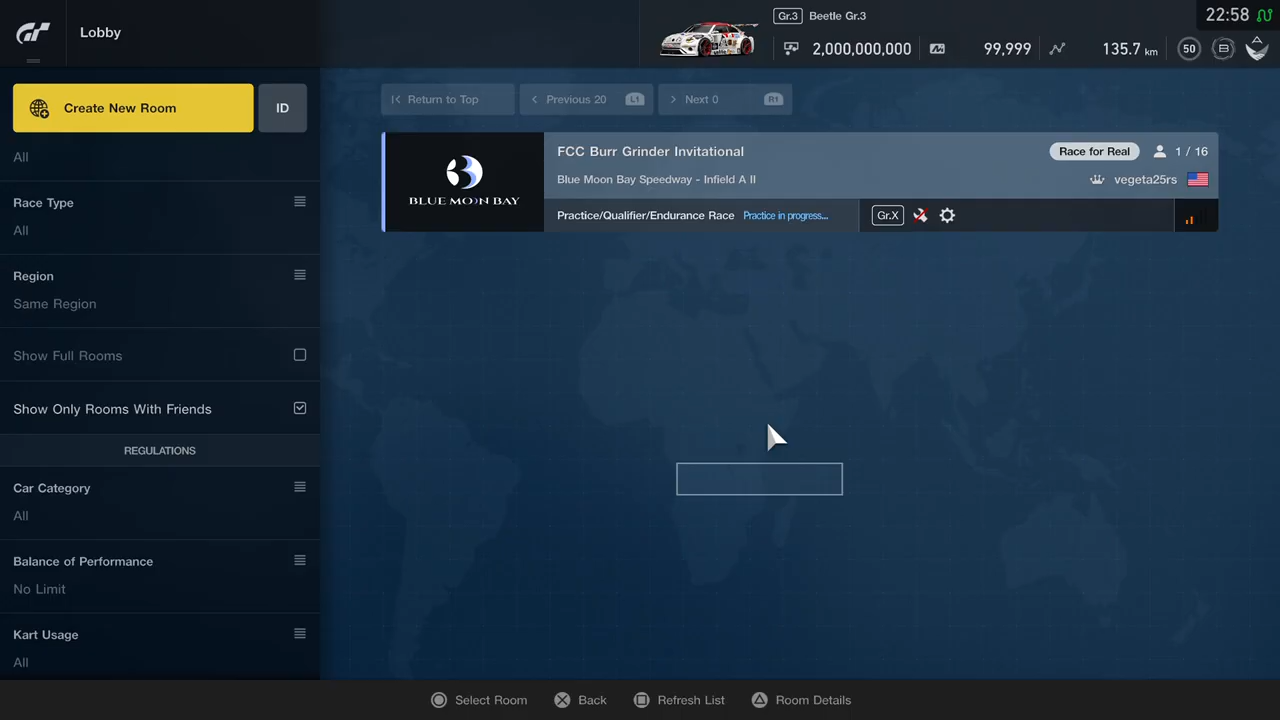 Lobby
Gr.3 Beetle Gr.3
22:58
2,000,000,000 99,999 135.7 km 50 B A
Create New Room ID
All
Race Type
All
Region
Same Region
Show Full Rooms
Show Only Rooms With Friends
REGULATIONS
Car Category
All
Balance of Performance
No Limit
Kart Usage
All
Return to Top Previous 20 L1 Next 0 R1
BLUE MOON BAY
FCC Burr Grinder Invitational Race for Real 1 / 16
Blue Moon Bay Speedway - Infield A II vegeta25rs
Practice/Qualifier/Endurance Race Practice in progress... Gr.X
Select Room Back Refresh List Room Details